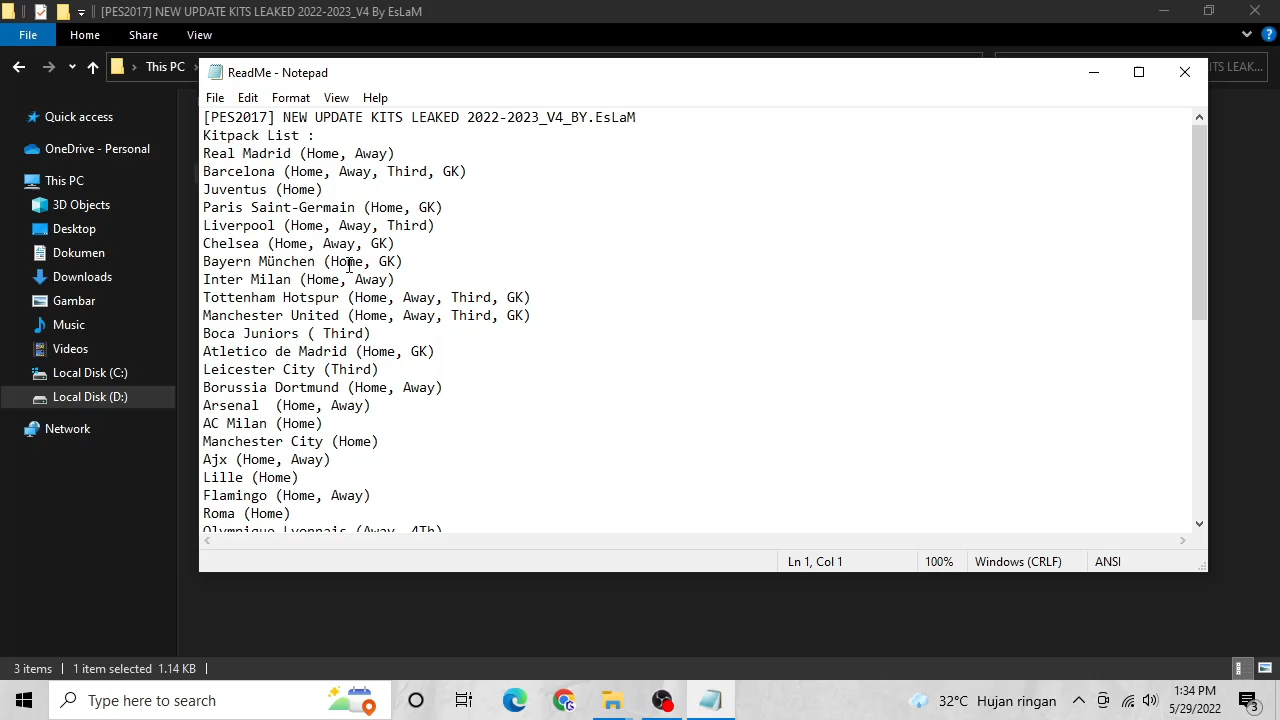 [PES2017] NEW UPDATE KITS LEAKED 2022-2023_V4 By EsLaM
File Home Share View
This PC
ITS LEAK...
Quick access
OneDrive - Personal
This PC
3D Objects
Desktop
Dokumen
Downloads
Gambar
Music
Videos
Local Disk (C:)
Local Disk (D:)
Network
ReadMe - Notepad
File Edit Format View Help
[PES2017] NEW UPDATE KITS LEAKED 2022-2023_V4_BY.EsLaM
Kitpack List :
Real Madrid (Home, Away)
Barcelona (Home, Away, Third, GK)
Juventus (Home)
Paris Saint-Germain (Home, GK)
Liverpool (Home, Away, Third)
Chelsea (Home, Away, GK)
Bayern München (Home, GK)
Inter Milan (Home, Away)
Tottenham Hotspur (Home, Away, Third, GK)
Manchester United (Home, Away, Third, GK)
Boca Juniors ( Third)
Atletico de Madrid (Home, GK)
Leicester City (Third)
Borussia Dortmund (Home, Away)
Arsenal  (Home, Away)
AC Milan (Home)
Manchester City (Home)
Ajx (Home, Away)
Lille (Home)
Flamingo (Home, Away)
Roma (Home)
Olympique Lyonnais (Away, 4Th)
Ln 1, Col 1 100% Windows (CRLF) ANSI
3 items 1 item selected 1.14 KB
Type here to search
32°C Hujan ringan
1:34 PM
5/29/2022
3